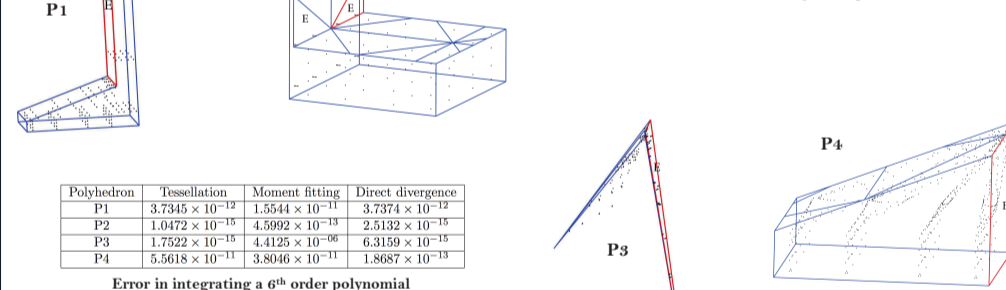 P1
E
E
E
P4
E
P3
Polyhedron Tessellation Moment fitting Direct divergence
P1 3.7345 × 10⁻¹² 1.5544 × 10⁻¹¹ 3.7374 × 10⁻¹²
P2 1.0472 × 10⁻¹⁵ 4.5992 × 10⁻¹³ 2.5132 × 10⁻¹⁵
P3 1.7522 × 10⁻¹⁵ 4.4125 × 10⁻⁰⁶ 6.3159 × 10⁻¹⁵
P4 5.5618 × 10⁻¹¹ 3.8046 × 10⁻¹¹ 1.8687 × 10⁻¹³
Error in integrating a 6ᵗʰ order polynomial